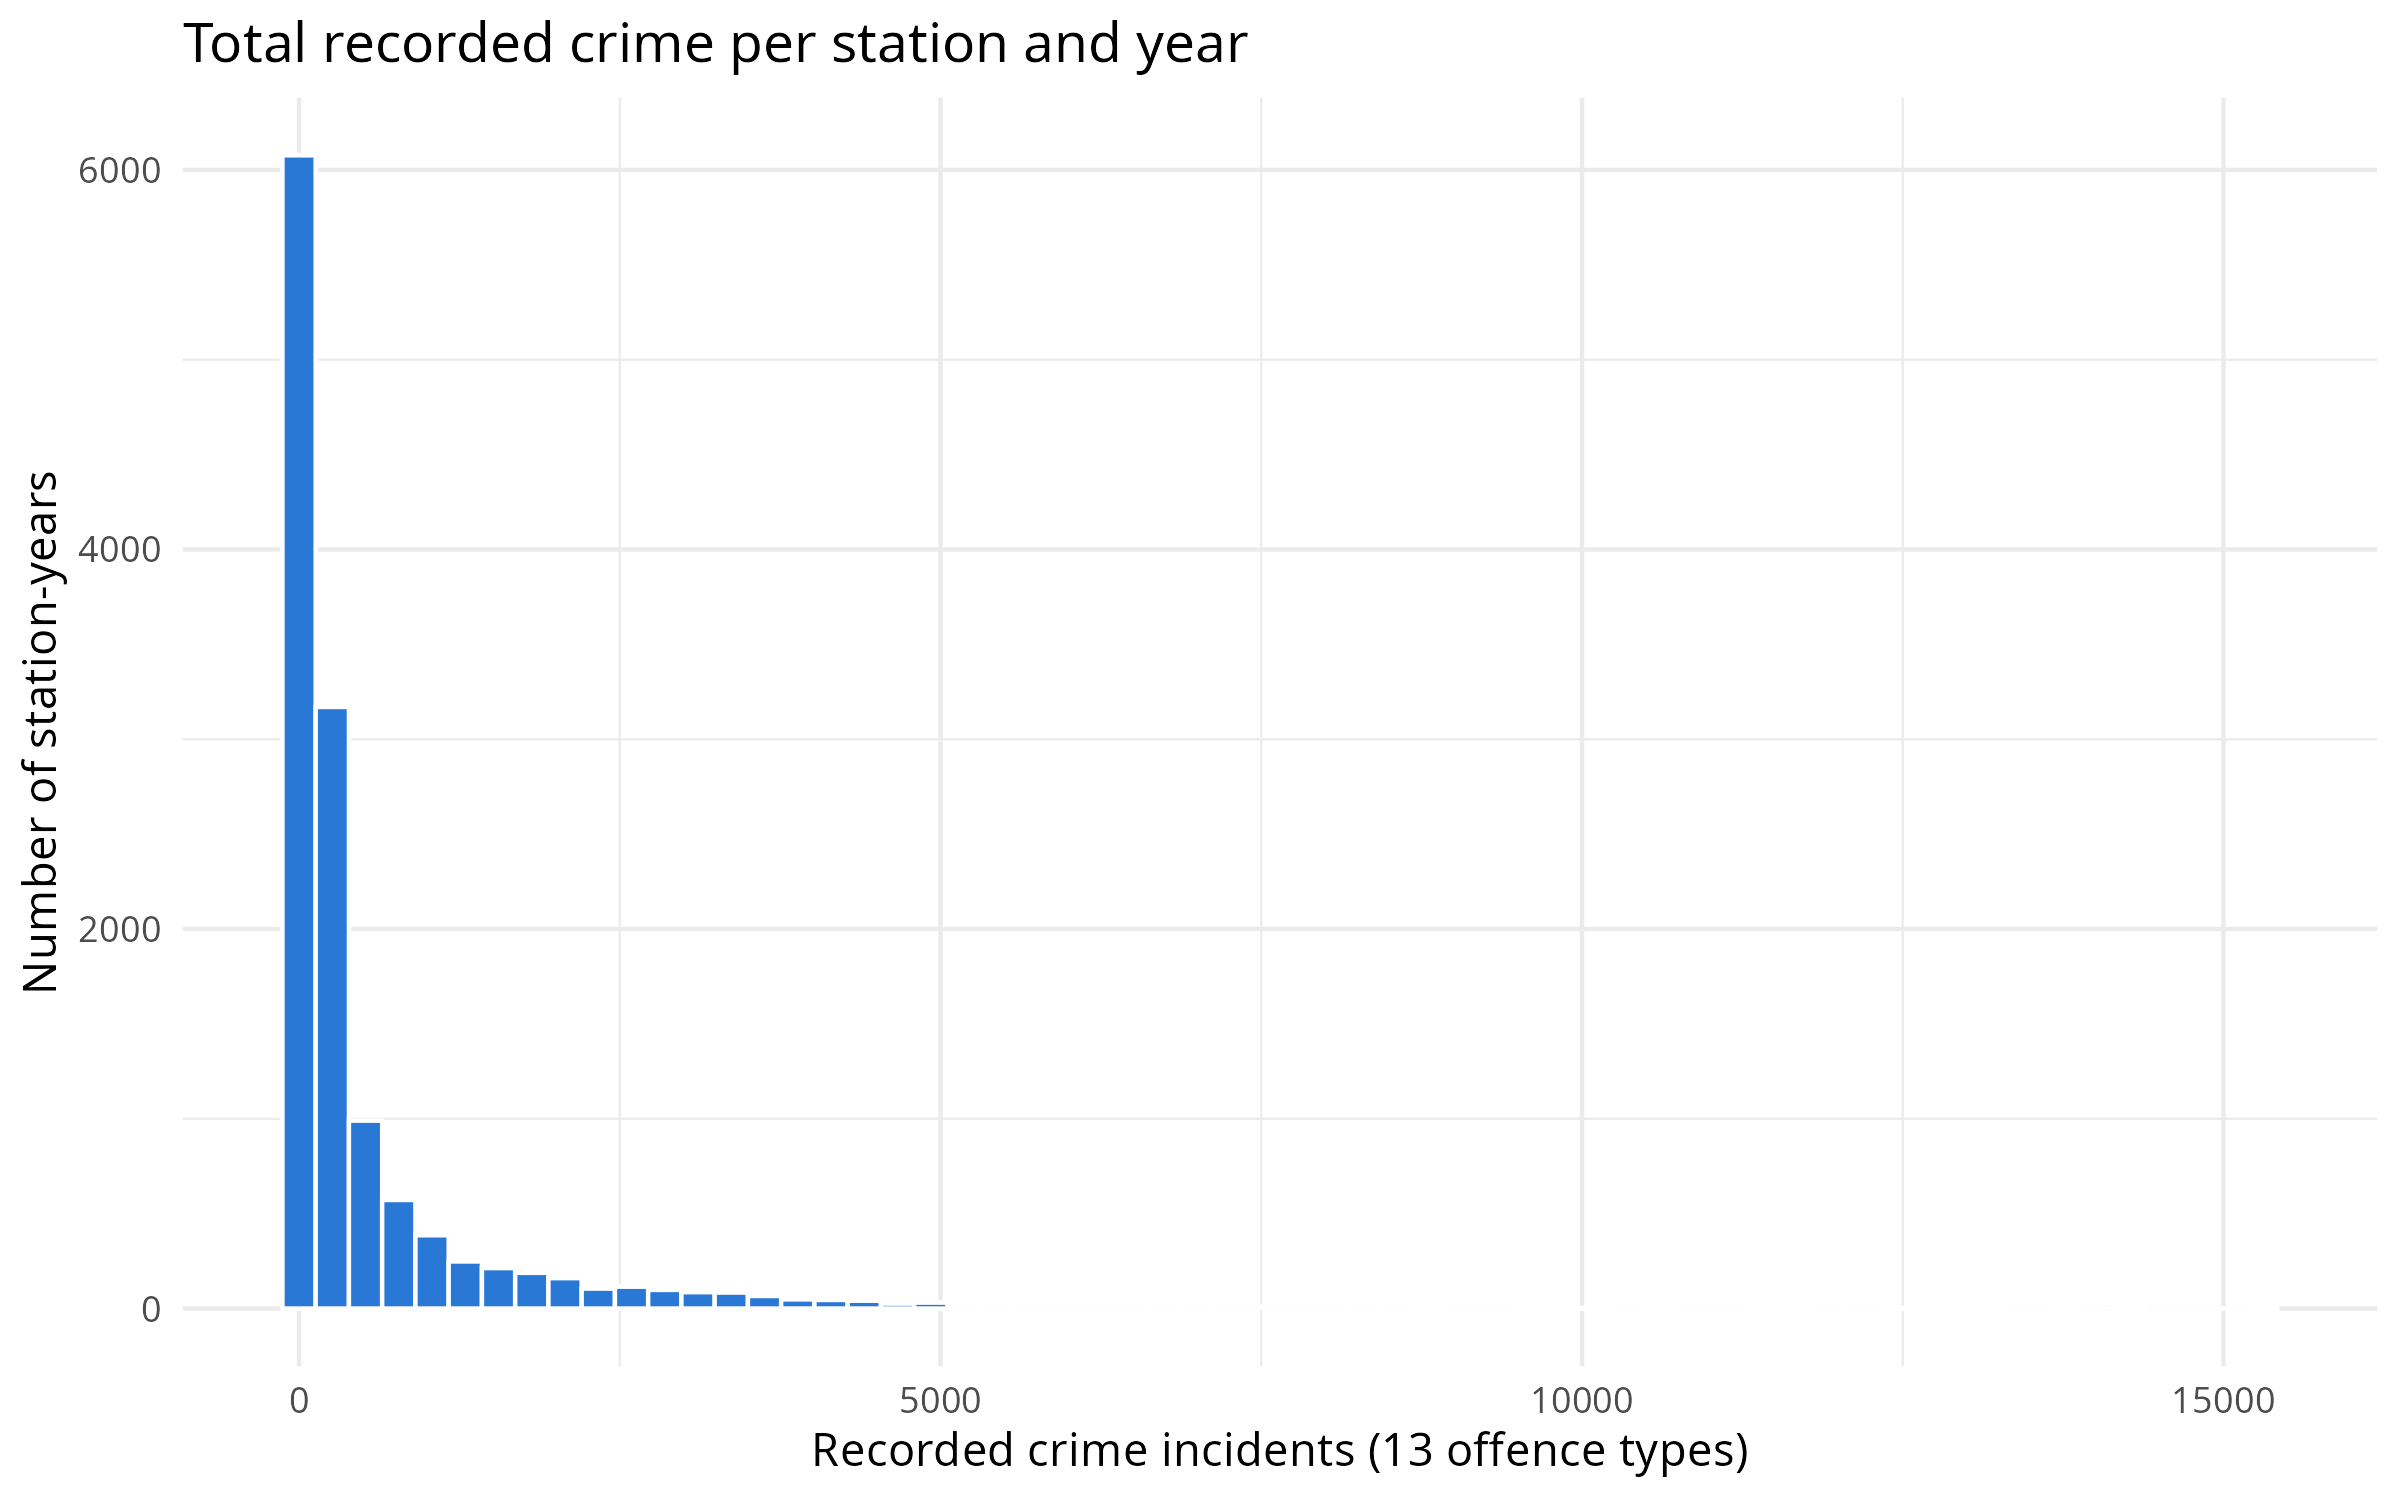 Total recorded crime per station and year
Number of station-years
6000
4000
2000
0
0
5000
10000
15000
Recorded crime incidents (13 offence types)